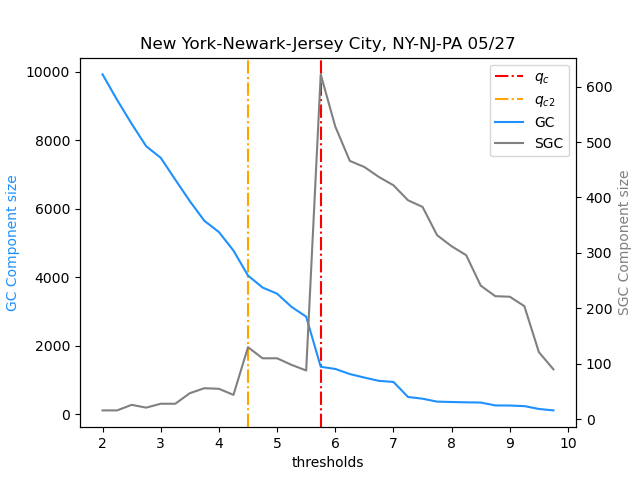 New York-Newark-Jersey City, NY-NJ-PA 05/27
q_c
q_{c2}
GC
SGC
GC Component size
10000
8000
6000
4000
2000
0
SGC Component size
600
500
400
300
200
100
0
2 3 4 5 6 7 8 9 10
thresholds